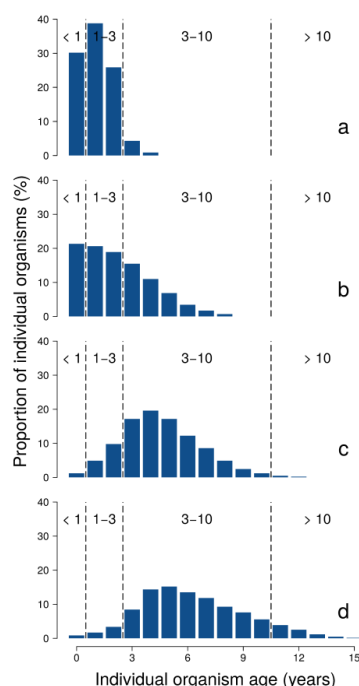 Proportion of individual organisms (%)
40
30
20
10
0
< 1 1−3 3−10 > 10
a
40
30
20
10
0
< 1 1−3 3−10 > 10
b
40
30
20
10
0
< 1 1−3 3−10 > 10
c
40
30
20
10
0
< 1 1−3 3−10 > 10
d
0 3 6 9 12 15
Individual organism age (years)